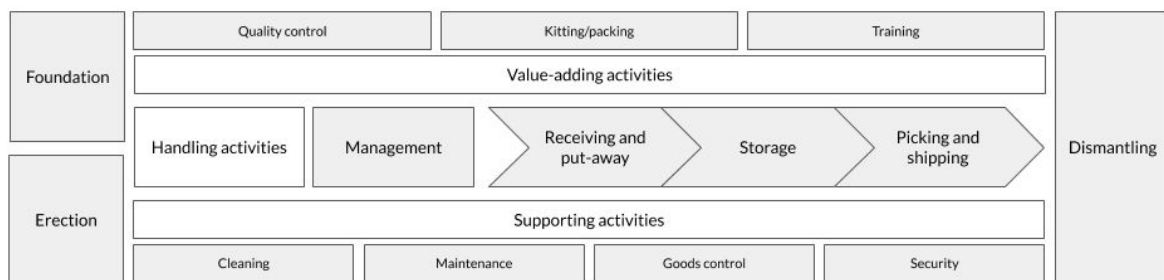 Quality control
Kitting/packing
Training
Foundation
Value-adding activities
Handling activities
Management
Receiving and
put-away
Storage
Picking and
shipping
Dismantling
Erection
Supporting activities
Cleaning
Maintenance
Goods control
Security